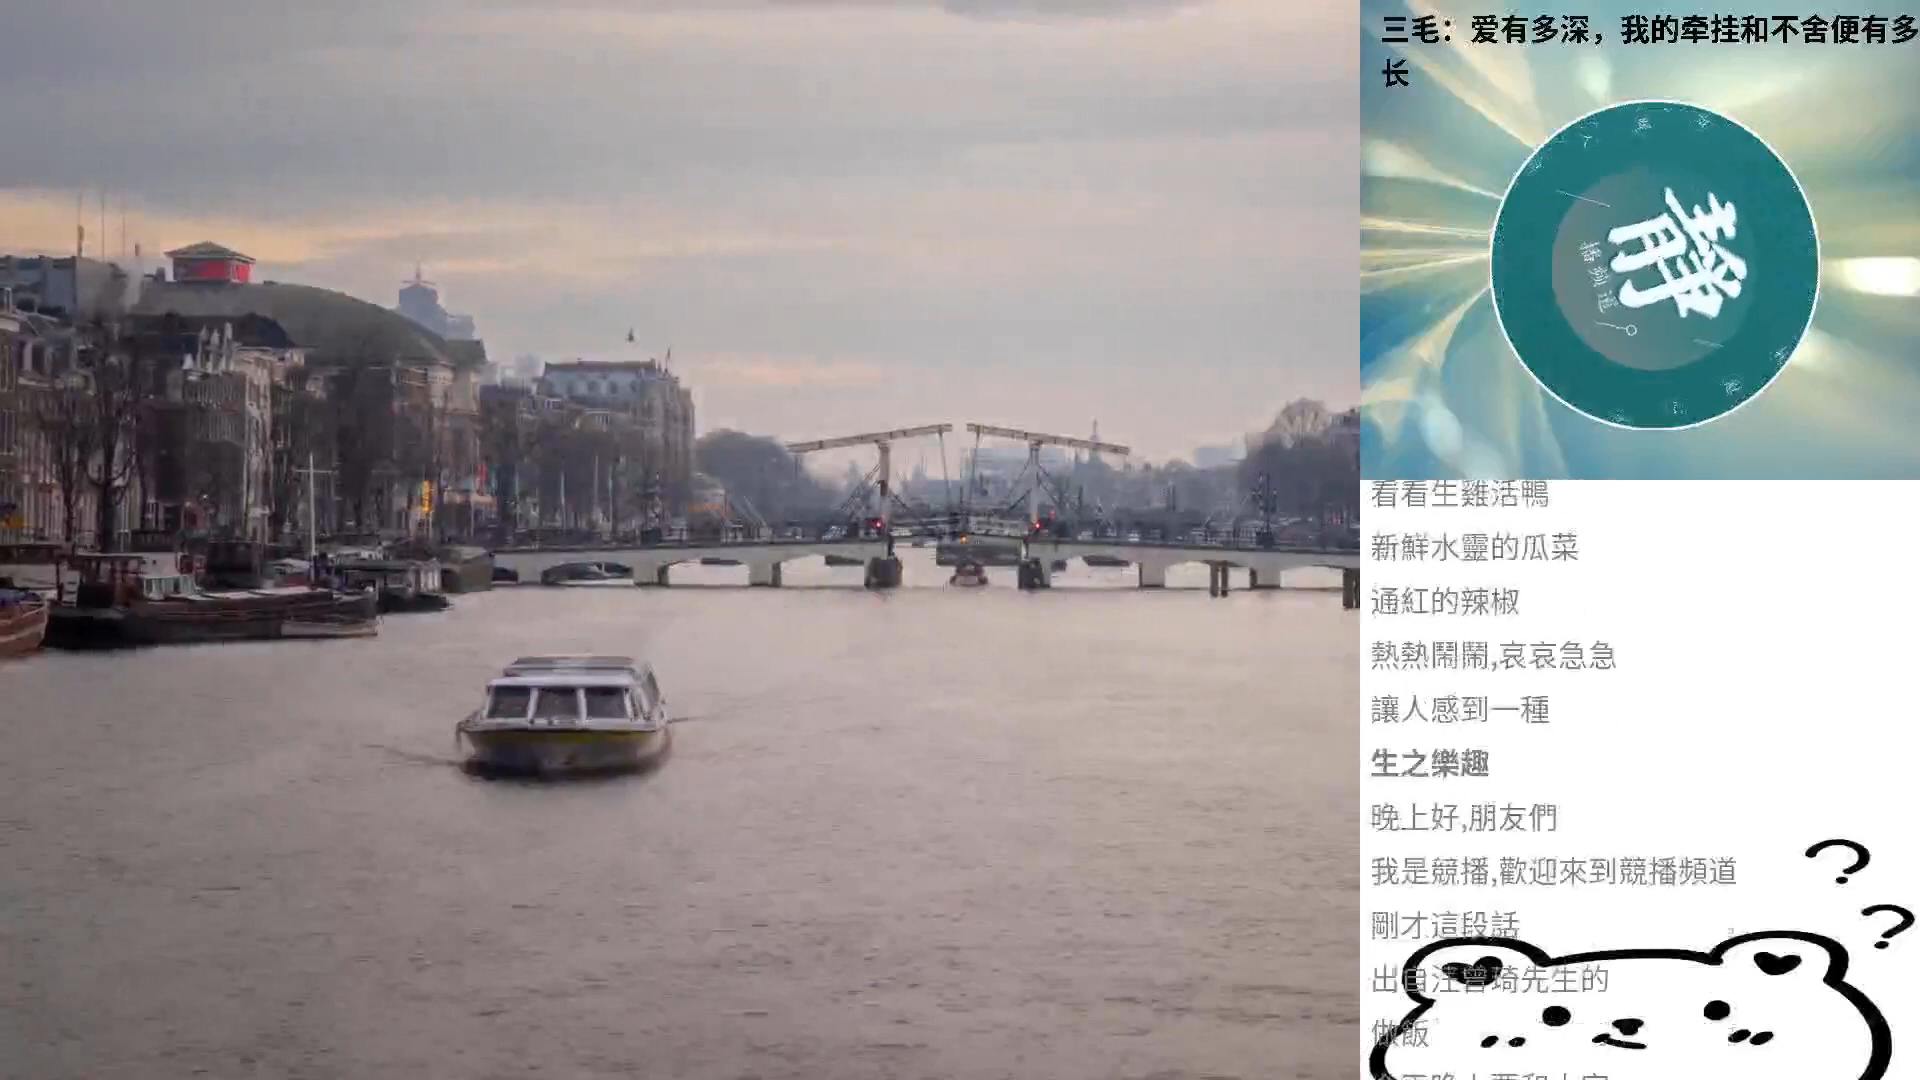 三毛：爱有多深，我的牵挂和不舍便有多
长
靜
播頻道
看看生雞活鴨
新鮮水靈的瓜菜
通紅的辣椒
熱熱鬧鬧,哀哀急急
讓人感到一種
生之樂趣
晚上好,朋友們
我是競播,歡迎來到競播頻道
剛才這段話
出自汪曾琦先生的
做飯